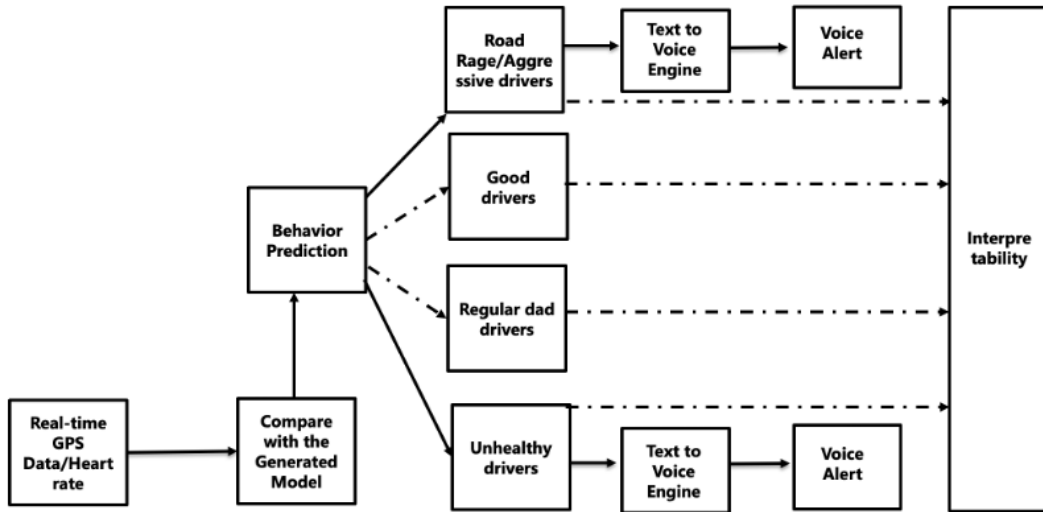 Road
Rage/Aggre
ssive drivers
Text to
Voice
Engine
Voice
Alert
Good
drivers
Behavior
Prediction
Interpre
tability
Regular dad
drivers
Real-time
GPS
Data/Heart
rate
Compare
with the
Generated
Model
Unhealthy
drivers
Text to
Voice
Engine
Voice
Alert